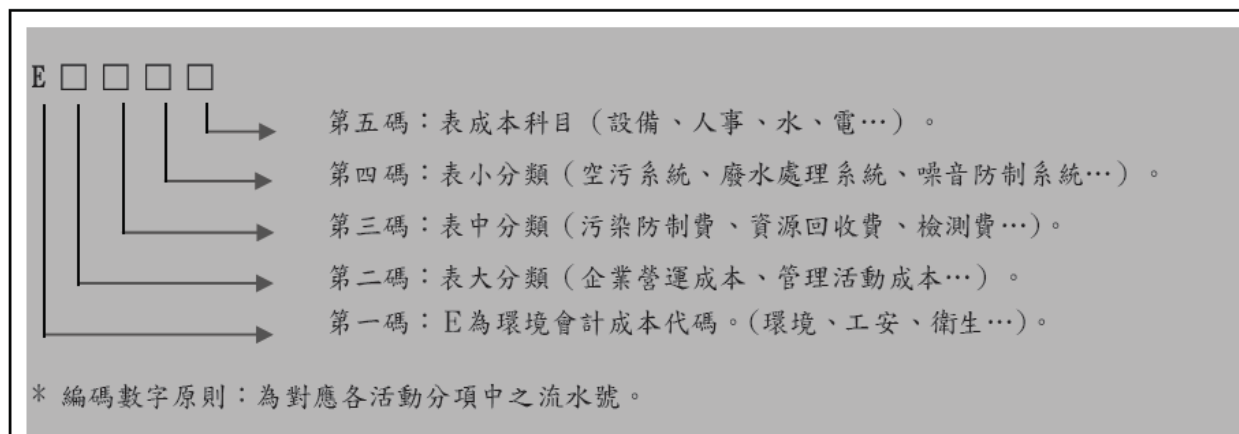 E□□□□
第五碼：表成本科目（設備、人事、水、電…）。
第四碼：表小分類（空污系統、廢水處理系統、噪音防制系統…）。
第三碼：表中分類（污染防制費、資源回收費、檢測費…）。
第二碼：表大分類（企業營運成本、管理活動成本…）。
第一碼：E為環境會計成本代碼。（環境、工安、衛生…）。
* 編碼數字原則：為對應各活動分項中之流水號。